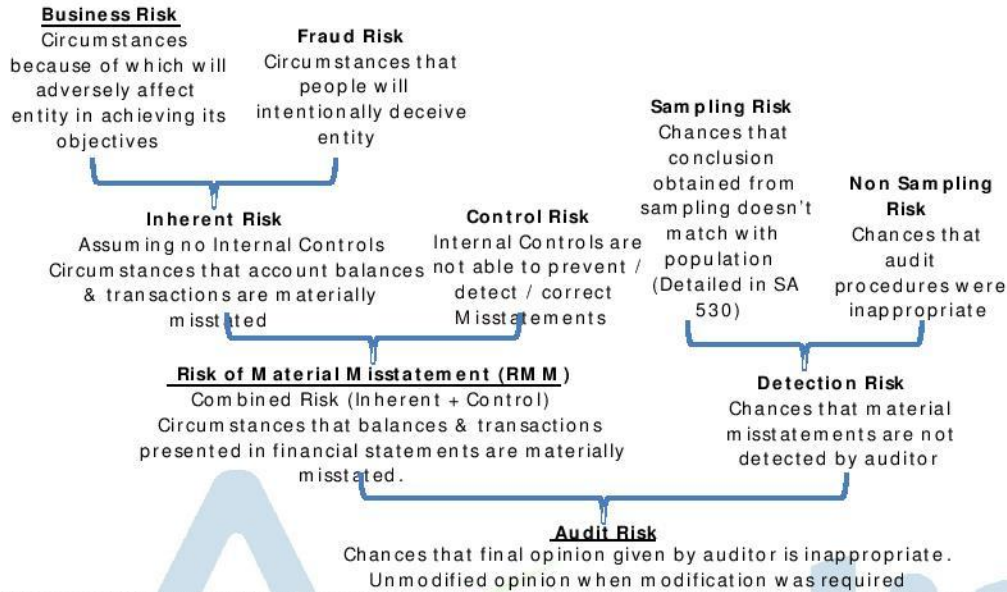 Business Risk
Circumstances
because of which will
adversely affect
entity in achieving its
objectives
Fraud Risk
Circumstances that
people will
intentionally deceive
entity
Sampling Risk
Chances that
conclusion
obtained from
sampling doesn't
match with
population
(Detailed in SA
530)
Non Sampling
Risk
Chances that
audit
procedures were
inappropriate
Inherent Risk
Assuming no Internal Controls
Circumstances that account balances
& transactions are materially
misstated
Control Risk
Internal Controls are
not able to prevent /
detect / correct
Misstatements
Risk of Material Misstatement (RMM)
Combined Risk (Inherent + Control)
Circumstances that balances & transactions
presented in financial statements are materially
misstated.
Detection Risk
Chances that material
misstatements are not
detected by auditor
Audit Risk
Chances that final opinion given by auditor is inappropriate.
Unmodified opinion when modification was required